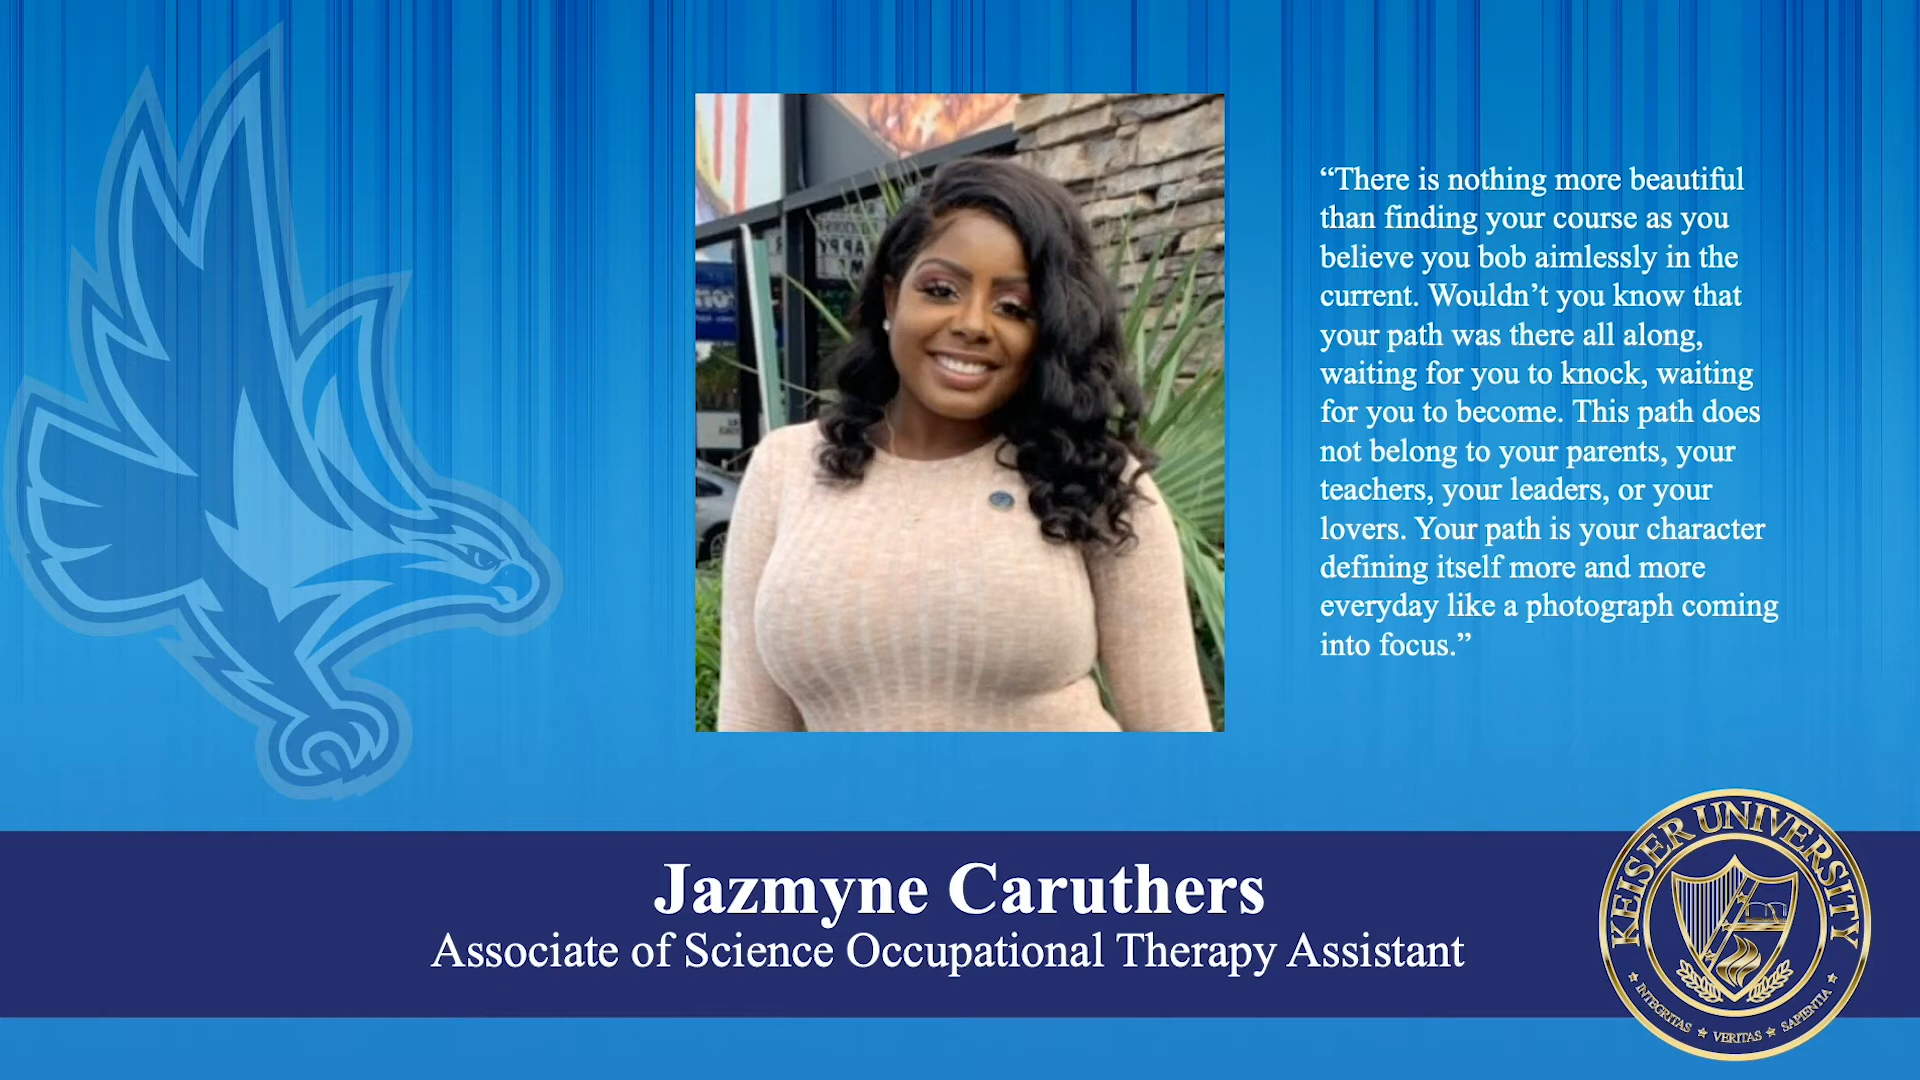 “There is nothing more beautiful
than finding your course as you
believe you bob aimlessly in the
current. Wouldn’t you know that
your path was there all along,
waiting for you to knock, waiting
for you to become. This path does
not belong to your parents, your
teachers, your leaders, or your
lovers. Your path is your character
defining itself more and more
everyday like a photograph coming
into focus.”
Jazmyne Caruthers
Associate of Science Occupational Therapy Assistant
KEISER UNIVERSITY
INTEGRITAS ★ VERITAS ★ SAPIENTIA